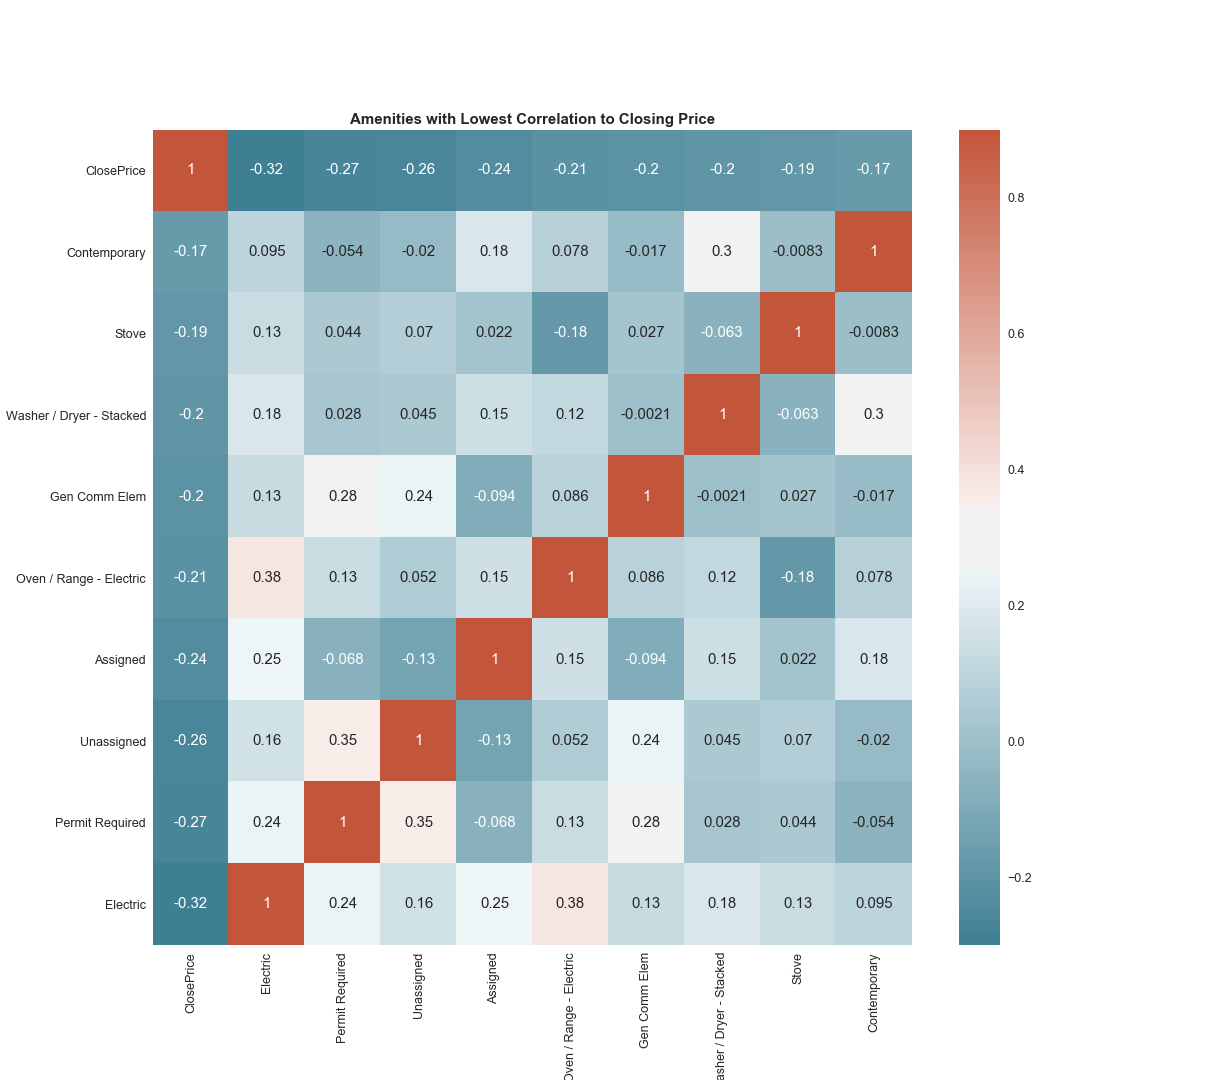 Amenities with Lowest Correlation to Closing Price
ClosePrice 1 -0.32 -0.27 -0.26 -0.24 -0.21 -0.2 -0.2 -0.19 -0.17
Contemporary -0.17 0.095 -0.054 -0.02 0.18 0.078 -0.017 0.3 -0.0083 1
Stove -0.19 0.13 0.044 0.07 0.022 -0.18 0.027 -0.063 1 -0.0083
Washer / Dryer - Stacked -0.2 0.18 0.028 0.045 0.15 0.12 -0.0021 1 -0.063 0.3
Gen Comm Elem -0.2 0.13 0.28 0.24 -0.094 0.086 1 -0.0021 0.027 -0.017
Oven / Range - Electric -0.21 0.38 0.13 0.052 0.15 1 0.086 0.12 -0.18 0.078
Assigned -0.24 0.25 -0.068 -0.13 1 0.15 -0.094 0.15 0.022 0.18
Unassigned -0.26 0.16 0.35 1 -0.13 0.052 0.24 0.045 0.07 -0.02
Permit Required -0.27 0.24 1 0.35 -0.068 0.13 0.28 0.028 0.044 -0.054
Electric -0.32 1 0.24 0.16 0.25 0.38 0.13 0.18 0.13 0.095
ClosePrice
Electric
Permit Required
Unassigned
Assigned
Oven / Range - Electric
Gen Comm Elem
asher / Dryer - Stacked
Stove
Contemporary
0.8
0.6
0.4
0.2
0.0
−0.2